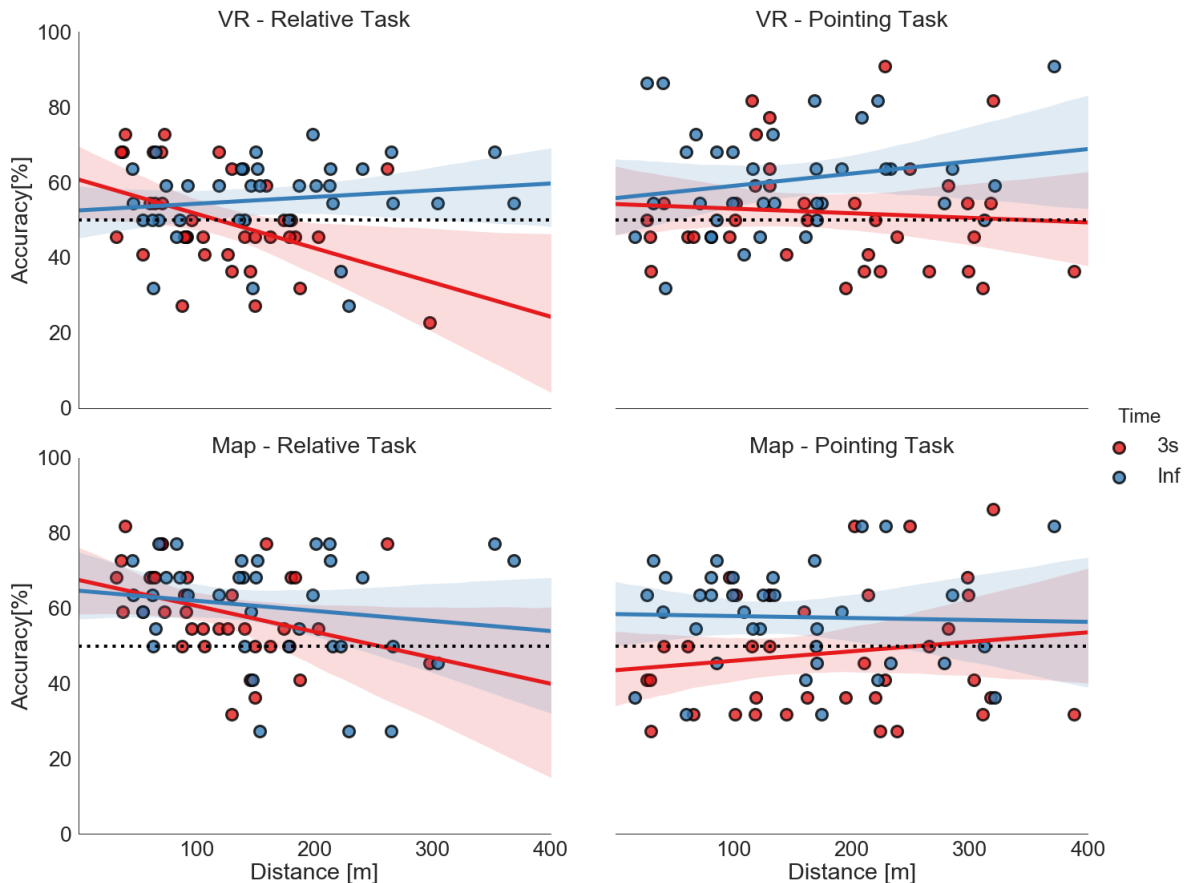 VR - Relative Task
VR - Pointing Task
100
80
60
40
20
0
Accuracy[%]
Map - Relative Task
Map - Pointing Task
100
80
60
40
20
0
Accuracy[%]
100 200 300 400
Distance [m]
100 200 300 400
Distance [m]
Time
3s
Inf